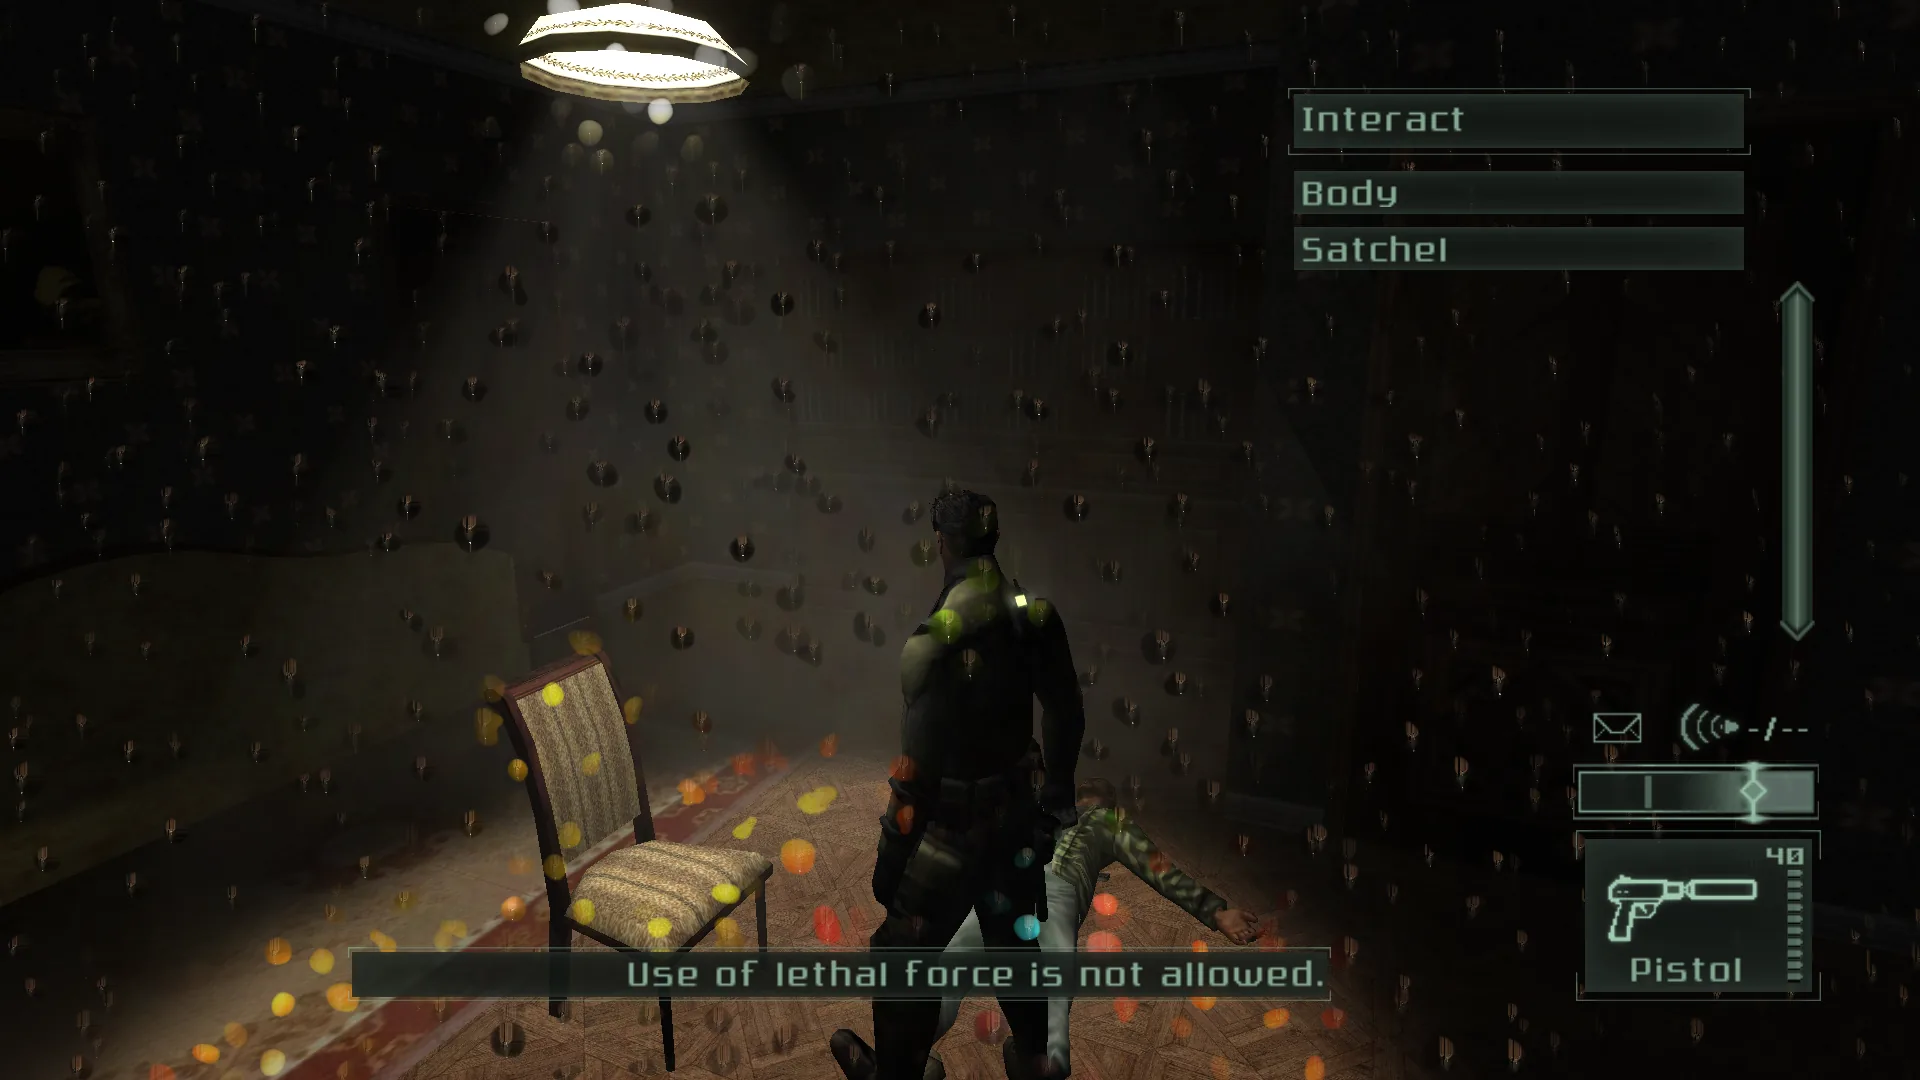 Interact
Body
Satchel
-/--
40
Pistol
Use of lethal force is not allowed.